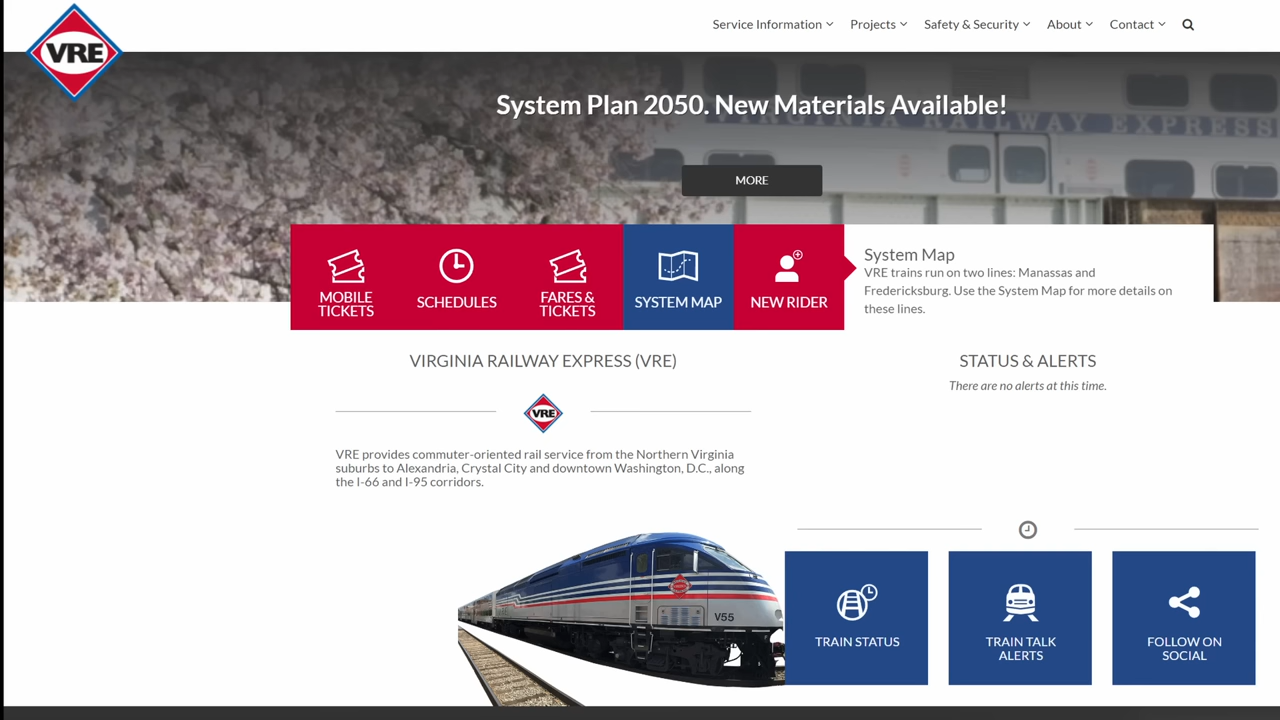 VRE
Service Information
Projects
Safety & Security
About
Contact
VIRGINIA RAILWAY EXPRESS
System Plan 2050. New Materials Available!
MORE
MOBILE
TICKETS
SCHEDULES
FARES &
TICKETS
SYSTEM MAP
NEW RIDER
System Map
VRE trains run on two lines: Manassas and
Fredericksburg. Use the System Map for more details on
these lines.
VIRGINIA RAILWAY EXPRESS (VRE)
VRE
VRE provides commuter-oriented rail service from the Northern Virginia
suburbs to Alexandria, Crystal City and downtown Washington, D.C., along
the I-66 and I-95 corridors.
V55
STATUS & ALERTS
There are no alerts at this time.
TRAIN STATUS
TRAIN TALK
ALERTS
FOLLOW ON
SOCIAL